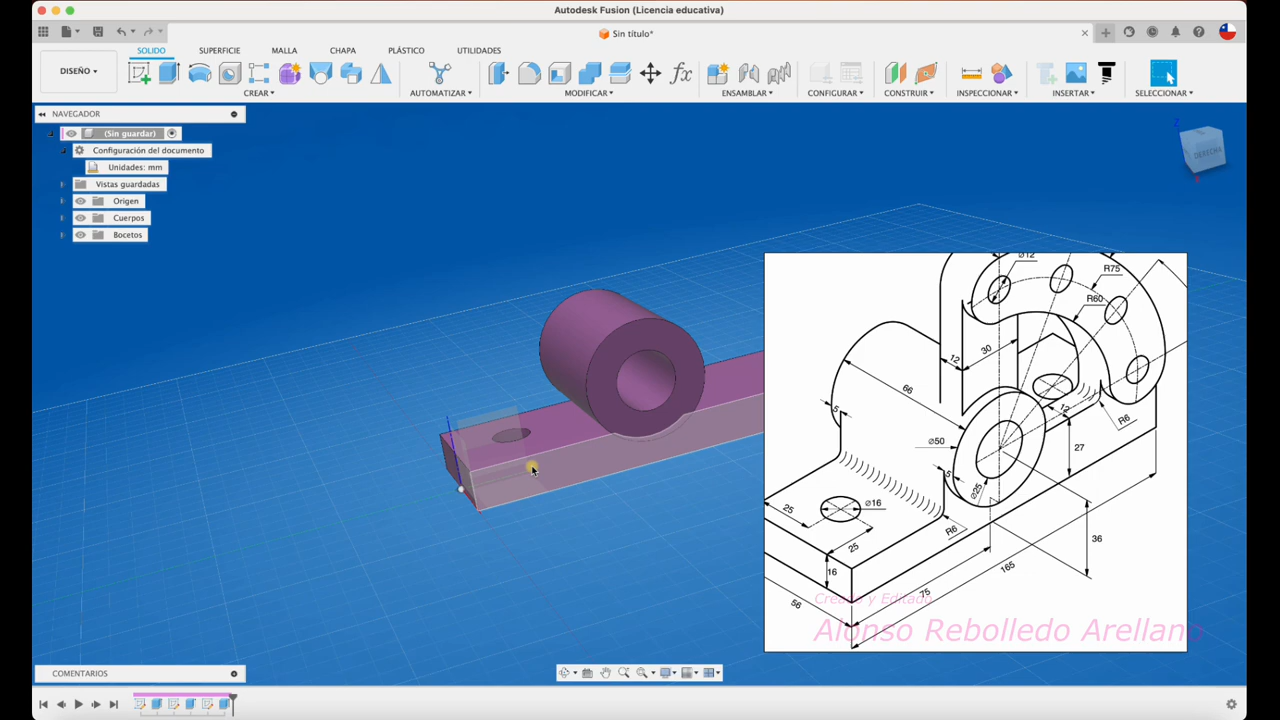 Autodesk Fusion (Licencia educativa)
Sin título*
DISEÑO
SOLIDO SUPERFICIE MALLA CHAPA PLÁSTICO UTILIDADES
CREAR AUTOMATIZAR MODIFICAR ENSAMBLAR CONFIGURAR CONSTRUIR INSPECCIONAR INSERTAR SELECCIONAR
NAVEGADOR
(Sin guardar)
Configuración del documento
Unidades: mm
Vistas guardadas
Origen
Cuerpos
Bocetos
Z
DERECHA
Ø12
R75
R60
12
30
66
5
12
R6
Ø50
27
5
Ø25
25
Ø16
25
R6
36
16
165
75
56
Creado y Editado
Alonso Rebolledo Arellano
COMENTARIOS